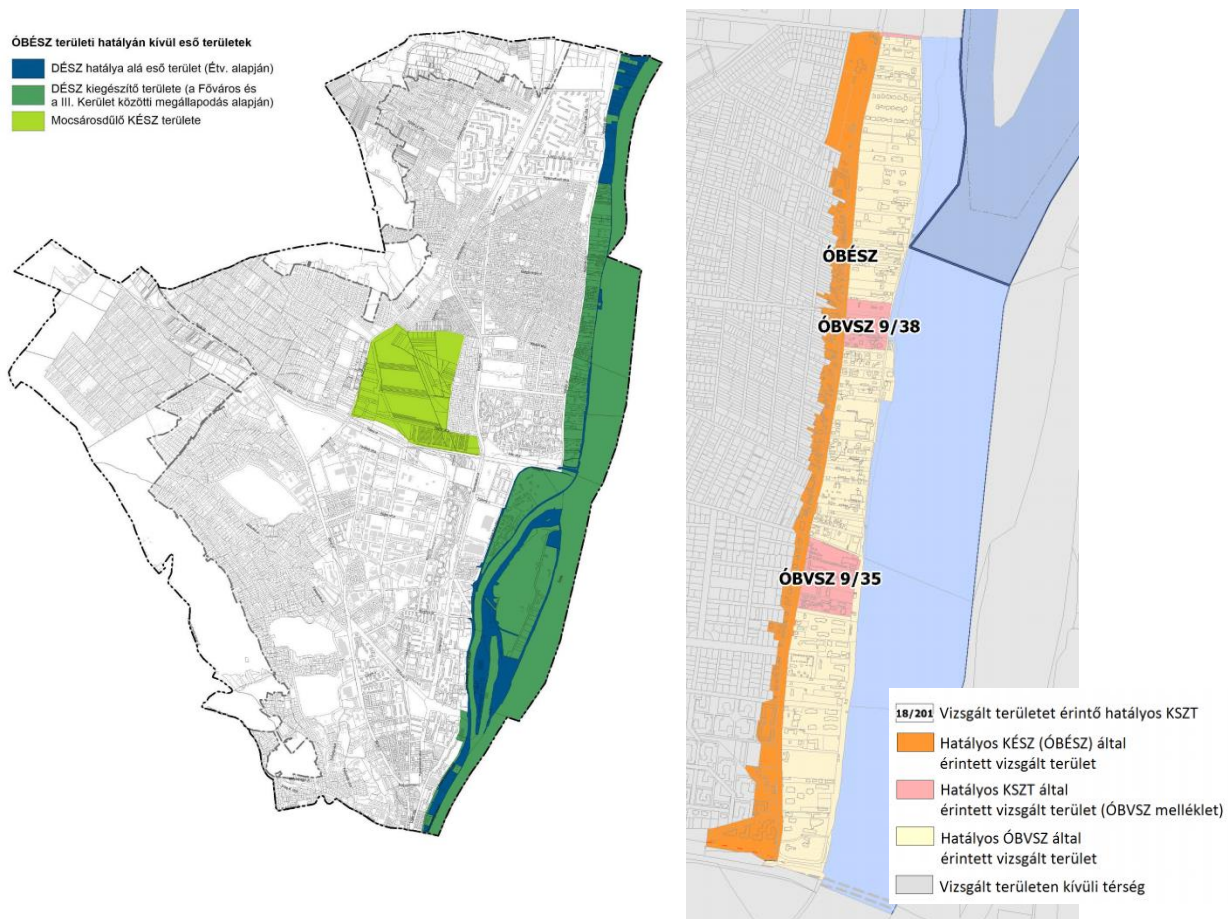 ÓBÉSZ területi hatályán kívül eső területek
DÉSZ hatálya alá eső terület (Étv. alapján)
DÉSZ kiegészítő területe (a Főváros és
a III. Kerület közötti megállapodás alapján)
Mocsárosdűlő KÉSZ területe
ÓBÉSZ
ÓBVSZ 9/38
ÓBVSZ 9/35
18/201 Vizsgált területet érintő hatályos KSZT
Hatályos KÉSZ (ÓBÉSZ) által
érintett vizsgált terület
Hatályos KSZT által
érintett vizsgált terület (ÓBVSZ melléklet)
Hatályos ÓBVSZ által
érintett vizsgált terület
Vizsgált területen kívüli térség